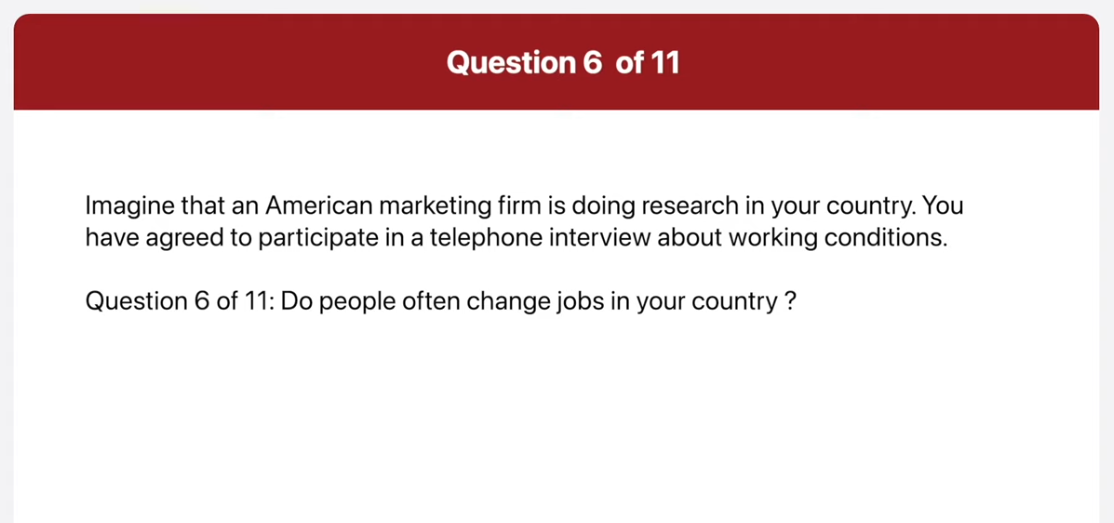 Question 6 of 11
Imagine that an American marketing firm is doing research in your country. You
have agreed to participate in a telephone interview about working conditions.
Question 6 of 11: Do people often change jobs in your country ?